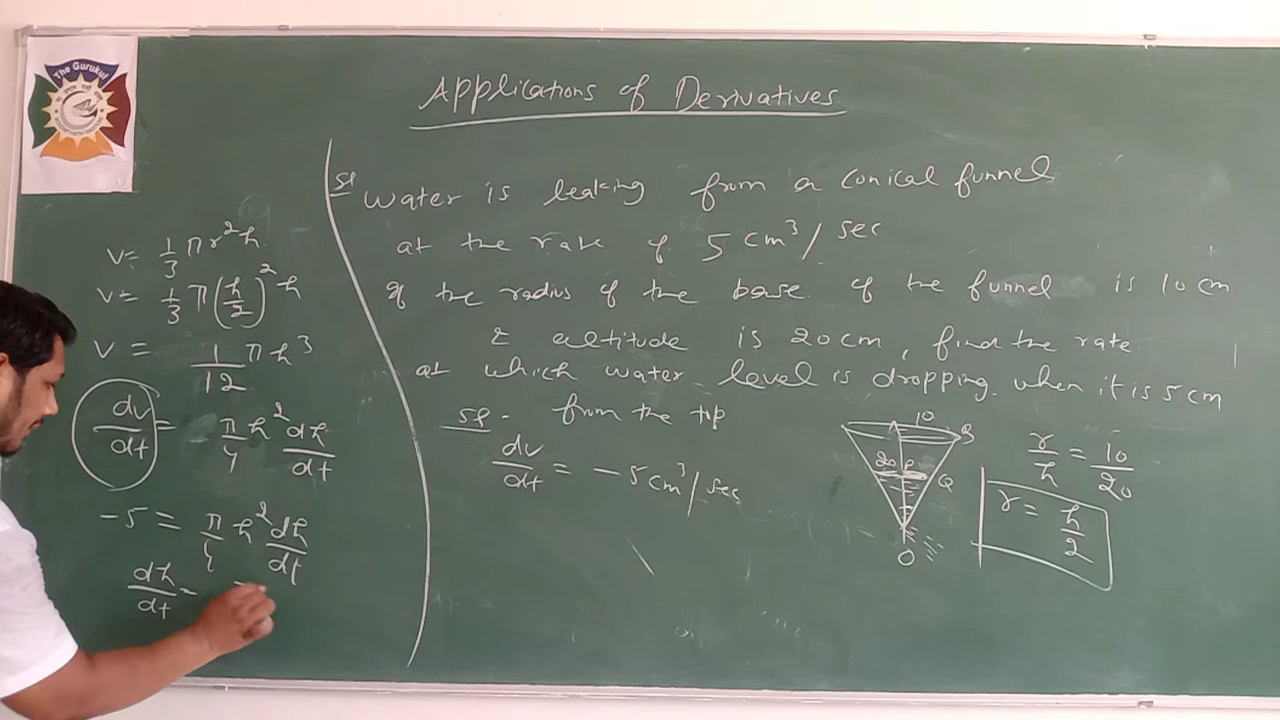 The Gurukul
Applications of Derivatives
Water is leaking from a conical funnel
at the rate of 5 cm³/sec
If the radius of the base of the funnel is 10 cm
& altitude is 20 cm, find the rate
at which water level is dropping when it is 5 cm
from the tip
Sol.
dv/dt = -5 cm³/sec
10
B
20
P
Q
O
r/h = 10/20
r = h/2
V = 1/3 π r² h
V = 1/3 π (h/2)² h
V = 1/12 π h³
dv/dt = π/4 h² dh/dt
-5 = π/4 h² dh/dt
dh/dt =